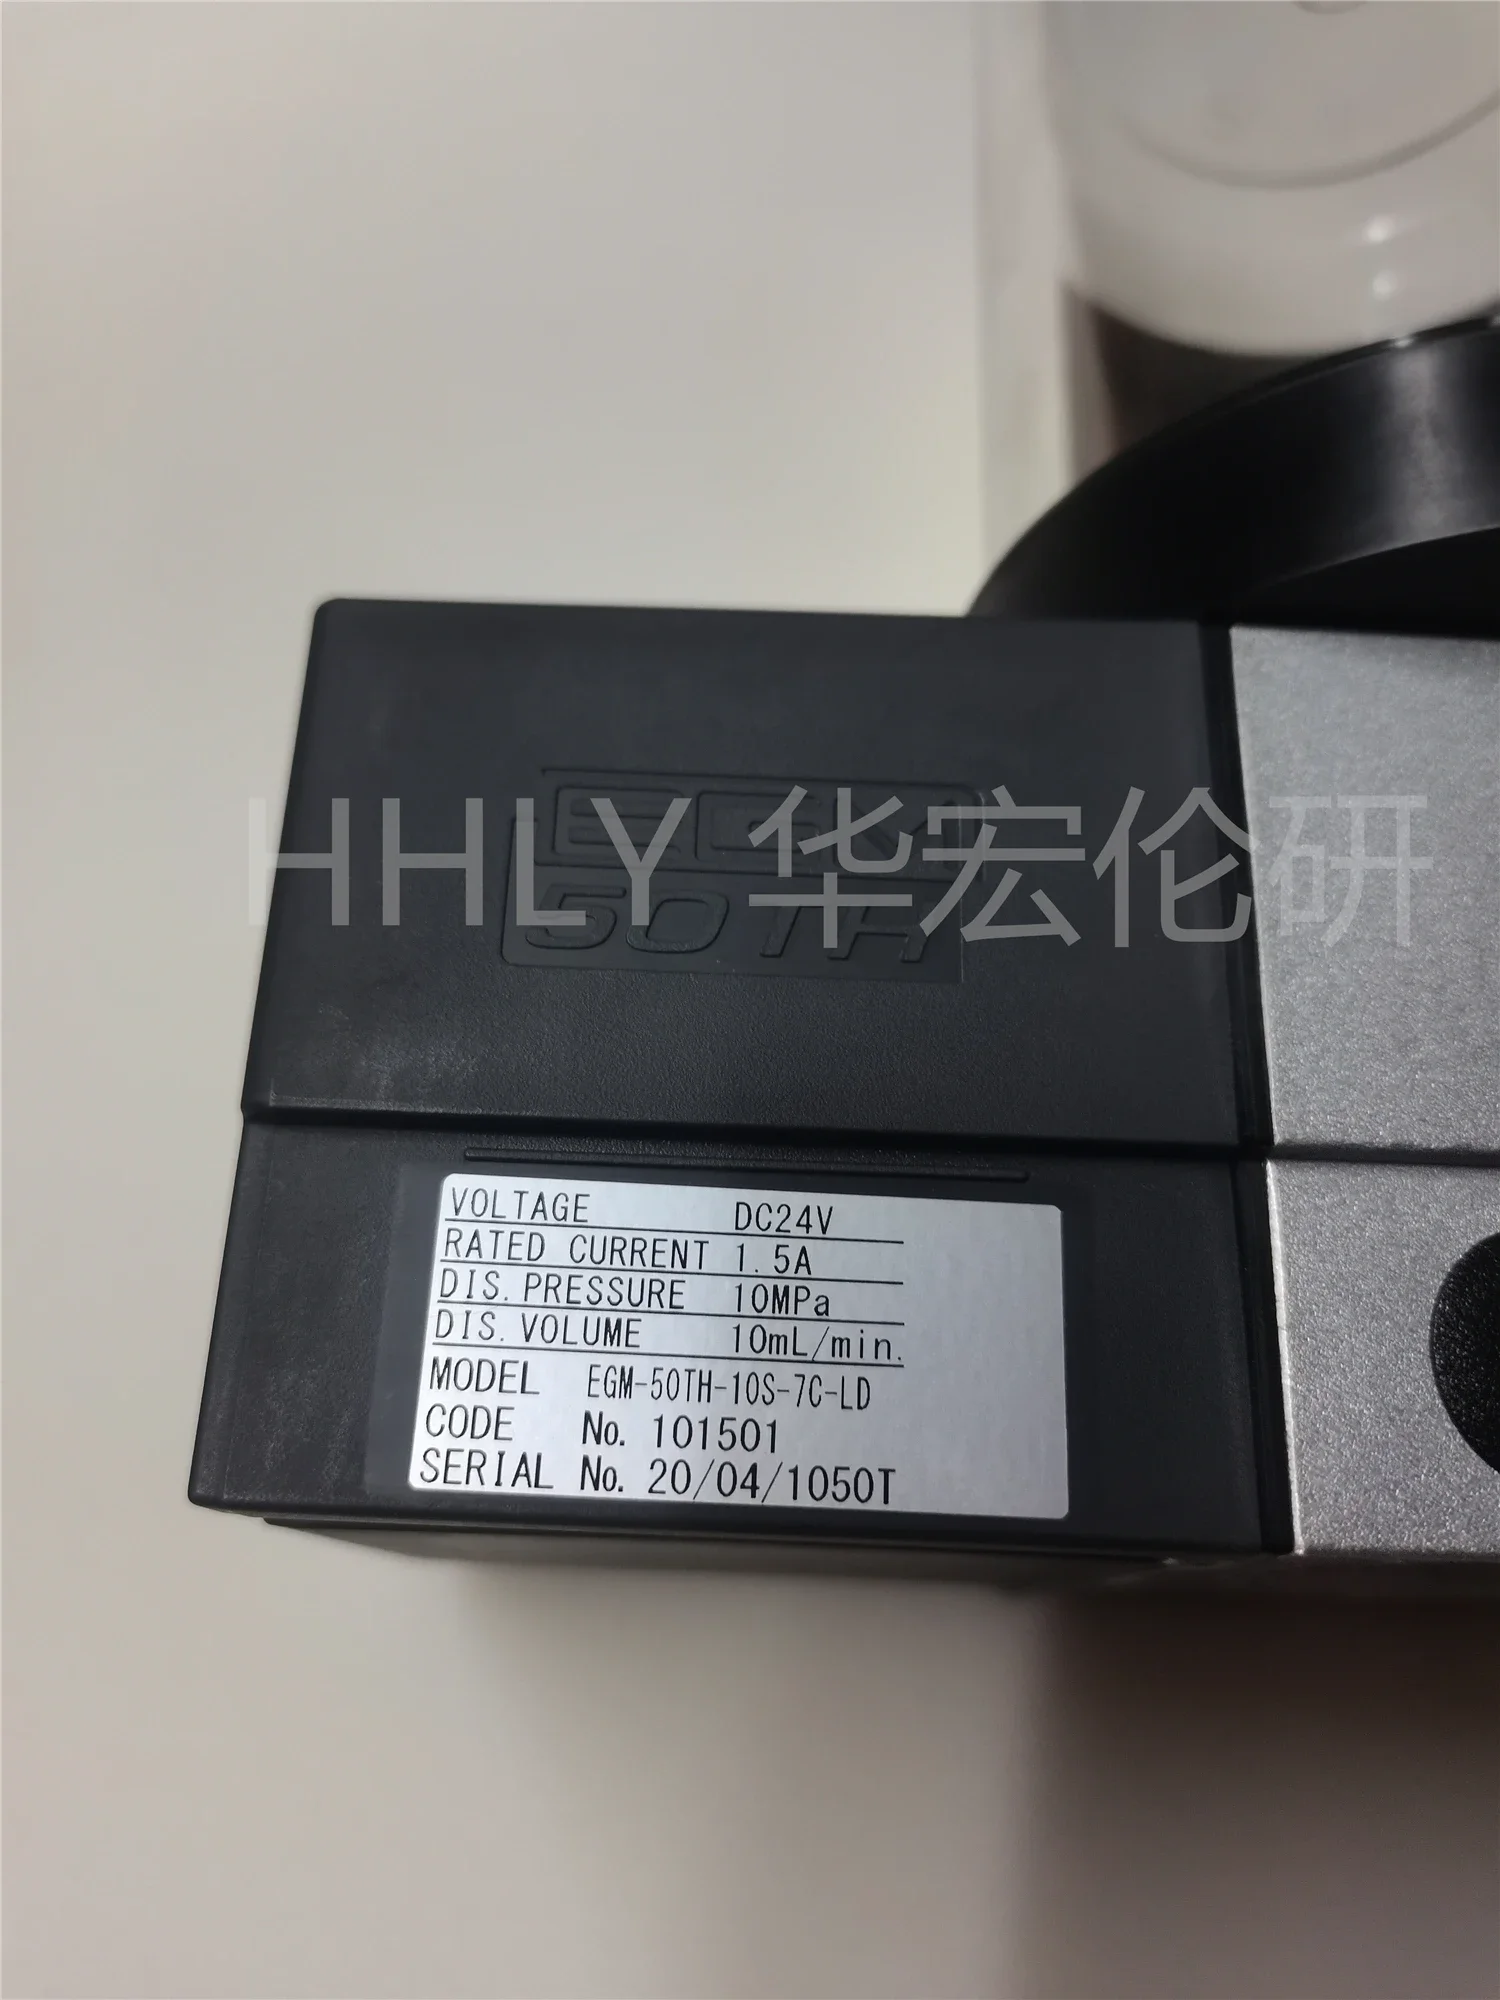 EGM
HHLY 华宏伦研
50TH
VOLTAGE DC24V
RATED CURRENT 1.5A
DIS. PRESSURE 10MPa
DIS. VOLUME 10mL/min.
MODEL EGM-50TH-10S-7C-LD
CODE No. 101501
SERIAL No. 20/04/1050T